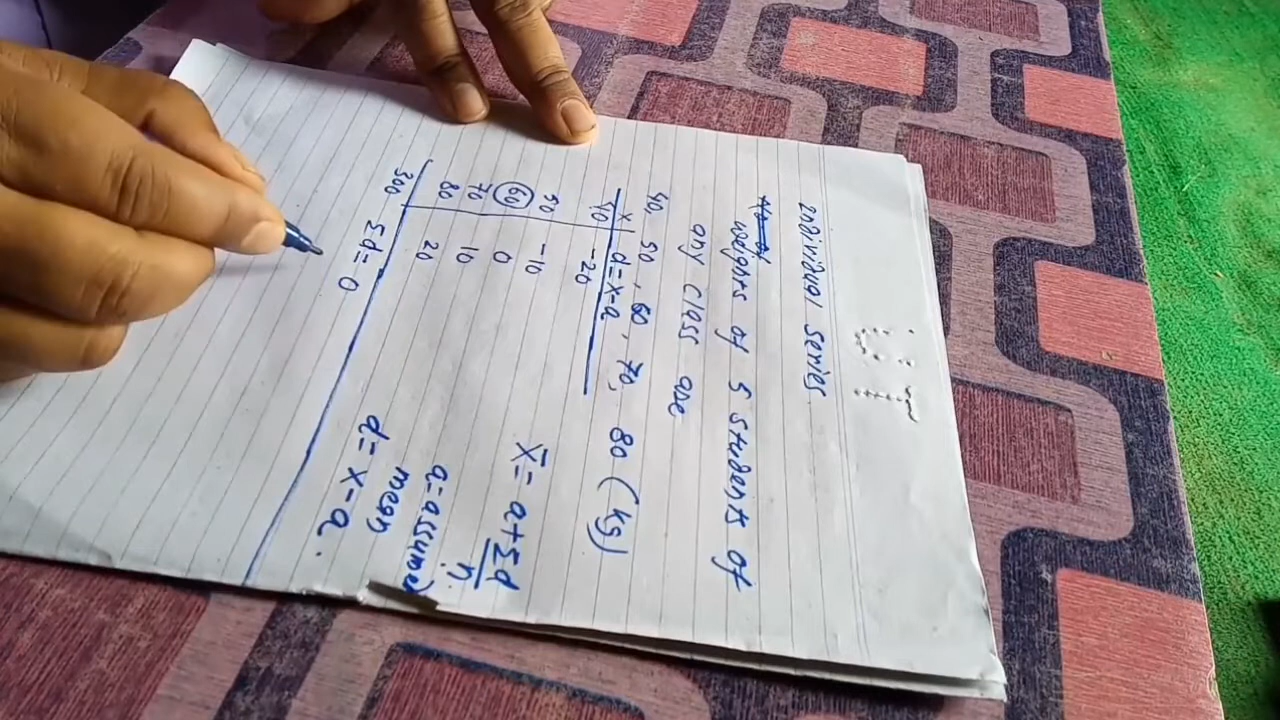 Individual series
weights of 5 students of
any class are
40, 50, 60, 70, 80 (kg)
x d=x-a
40 -20
50 -10
60 0
70 10
80 20
300 Σd= 0
x̄= a+Σd
n
a=assumed
mean
d= x-a.